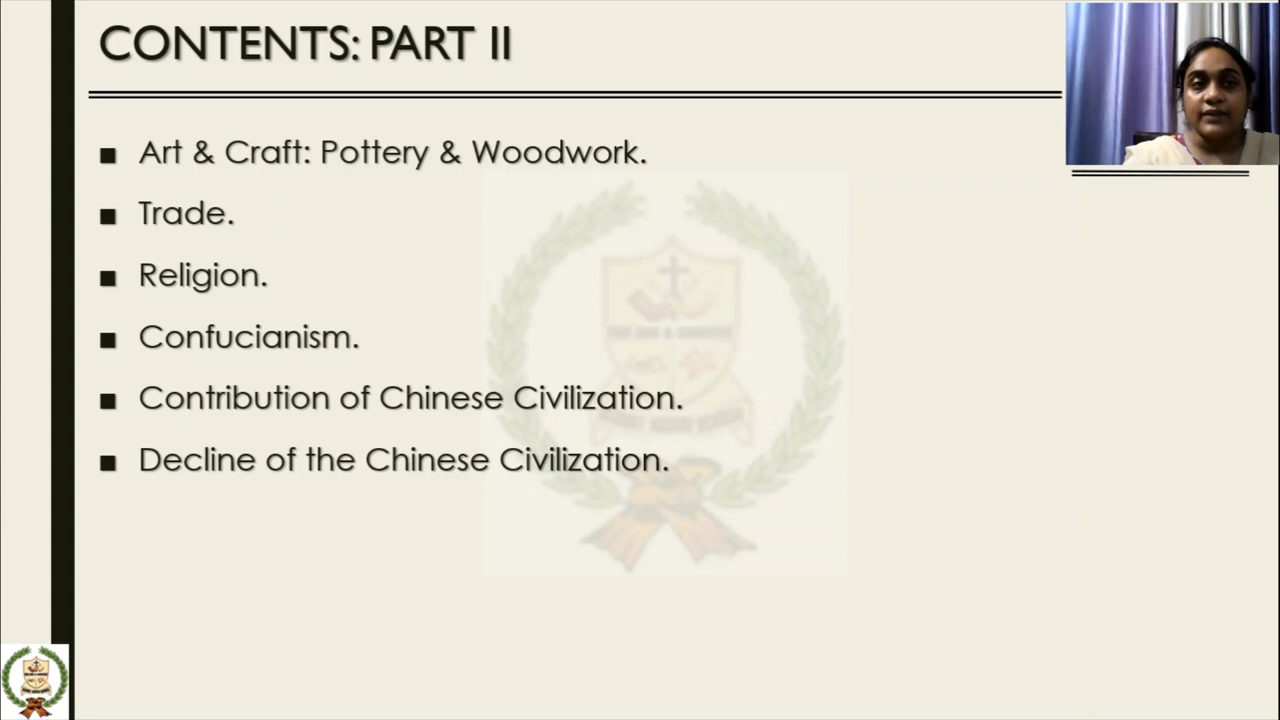 CONTENTS: PART II
■ Art & Craft: Pottery & Woodwork.
■ Trade.
■ Religion.
■ Confucianism.
■ Contribution of Chinese Civilization.
■ Decline of the Chinese Civilization.